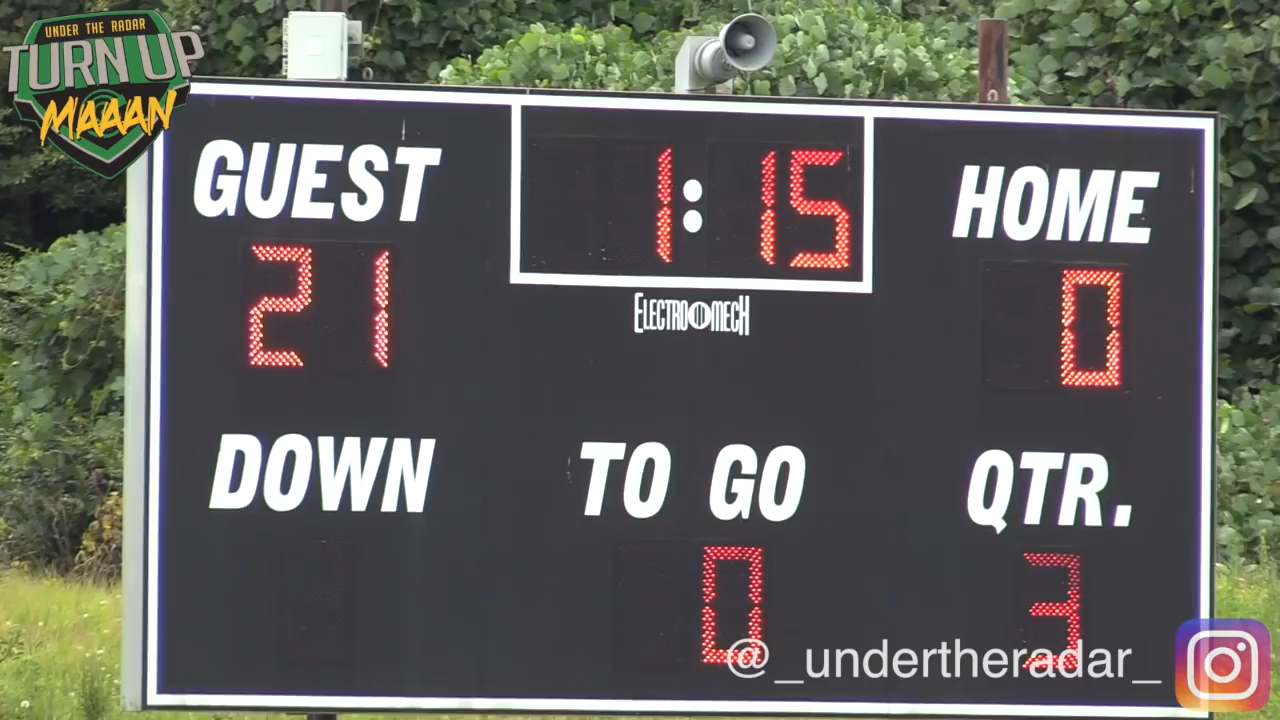 UNDER THE RADAR
TURN UP
MAAAN
GUEST
1:15
HOME
21
ELECTRO MECH
0
DOWN
TO GO
QTR.
0
3
@_undertheradar_